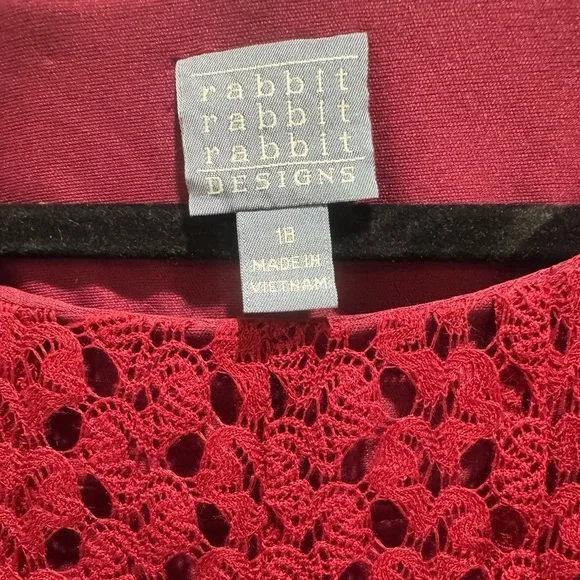 rabbit
rabbit
rabbit
DESIGNS
18
MADE IN
VIETNAM